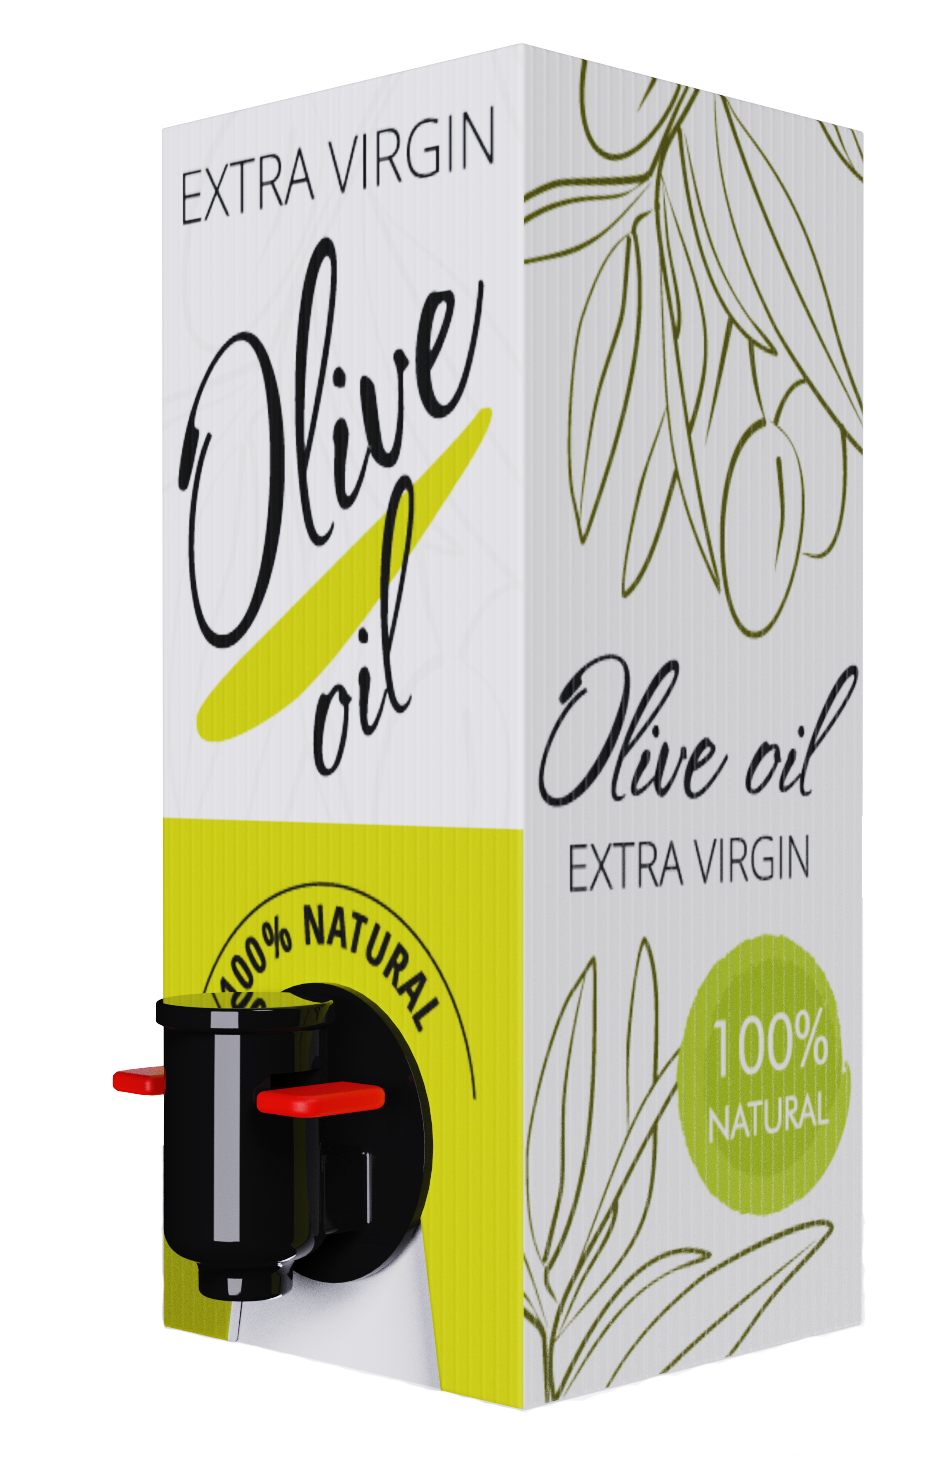 EXTRA VIRGIN
Olive
oil
100% NATURAL
Olive oil
EXTRA VIRGIN
100%
NATURAL